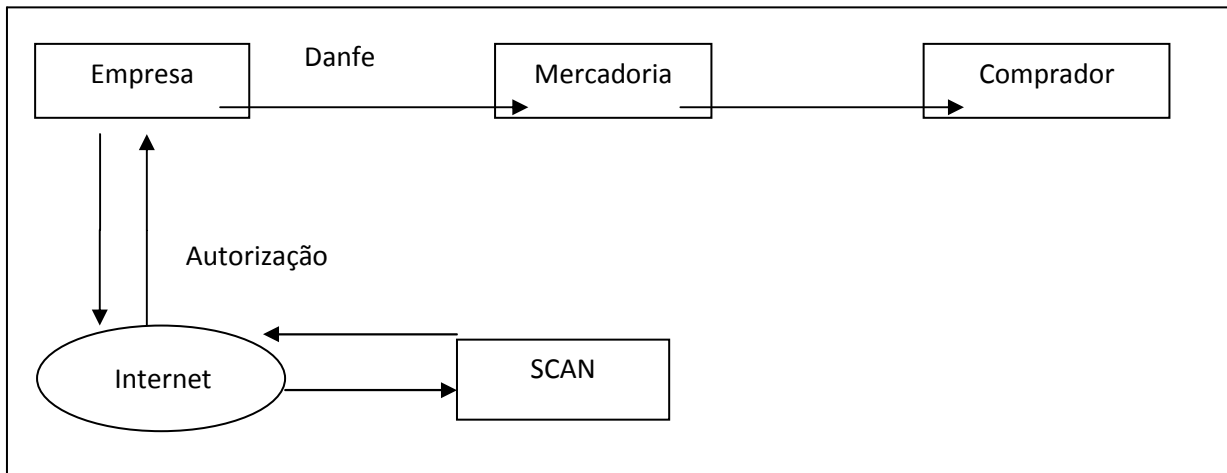 Danfe
Empresa
Mercadoria
Comprador
Autorização
Internet
SCAN